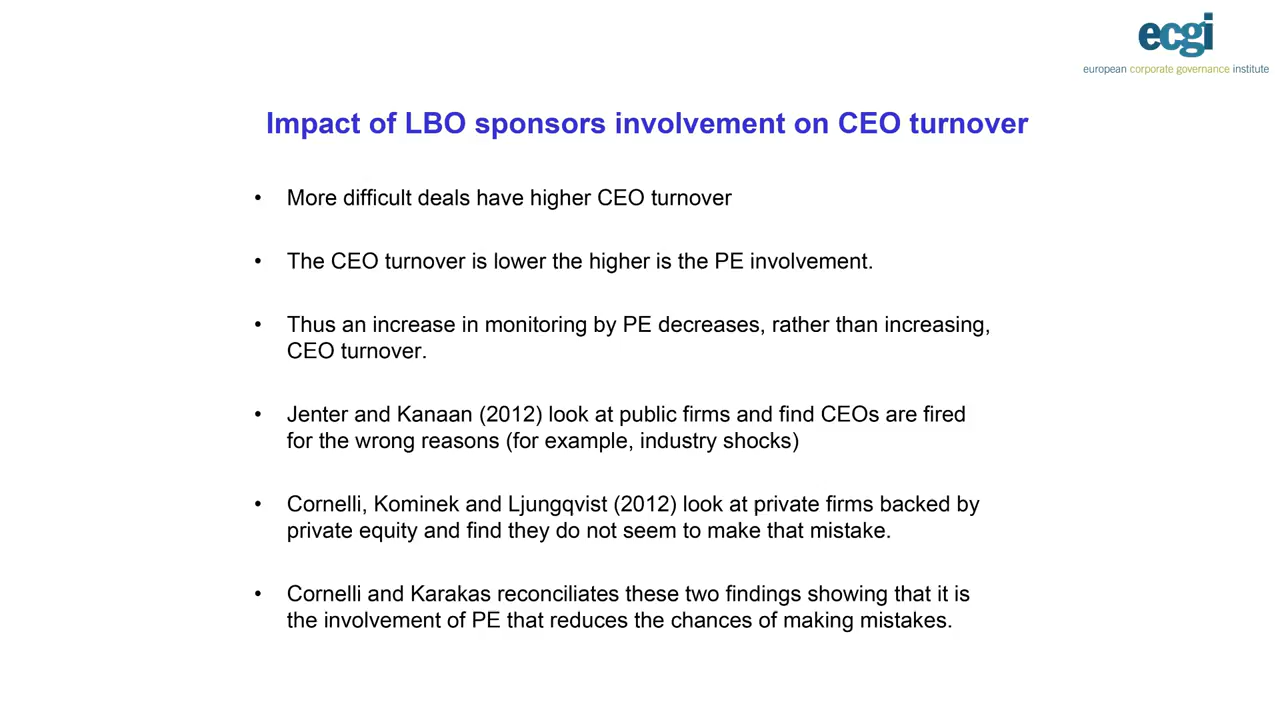 ecgi
european corporate governance institute
Impact of LBO sponsors involvement on CEO turnover
• More difficult deals have higher CEO turnover
• The CEO turnover is lower the higher is the PE involvement.
• Thus an increase in monitoring by PE decreases, rather than increasing,
CEO turnover.
• Jenter and Kanaan (2012) look at public firms and find CEOs are fired
for the wrong reasons (for example, industry shocks)
• Cornelli, Kominek and Ljungqvist (2012) look at private firms backed by
private equity and find they do not seem to make that mistake.
• Cornelli and Karakas reconciliates these two findings showing that it is
the involvement of PE that reduces the chances of making mistakes.